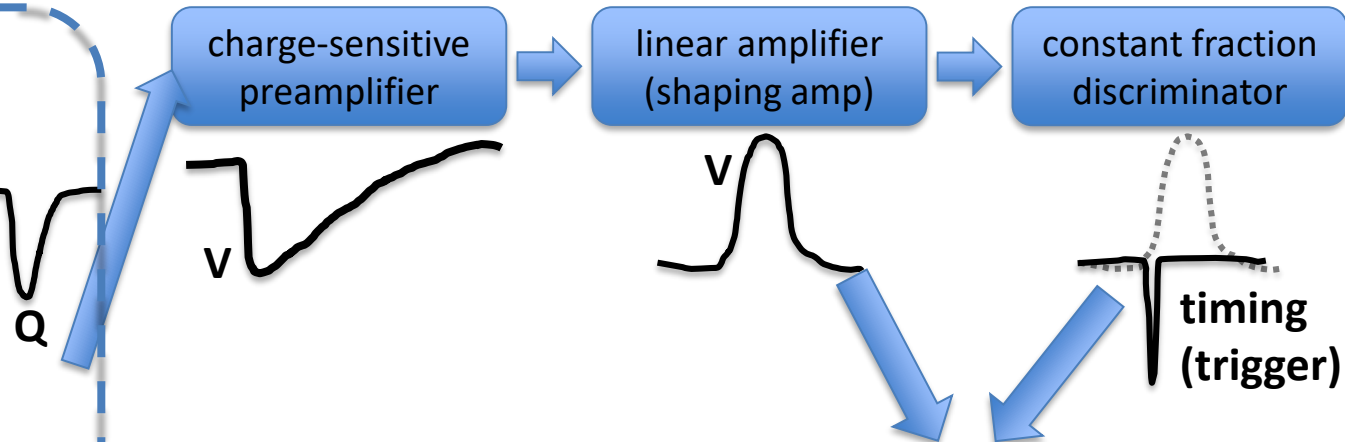 charge-sensitive
preamplifier
linear amplifier
(shaping amp)
constant fraction
discriminator
Q
V
V
timing
(trigger)